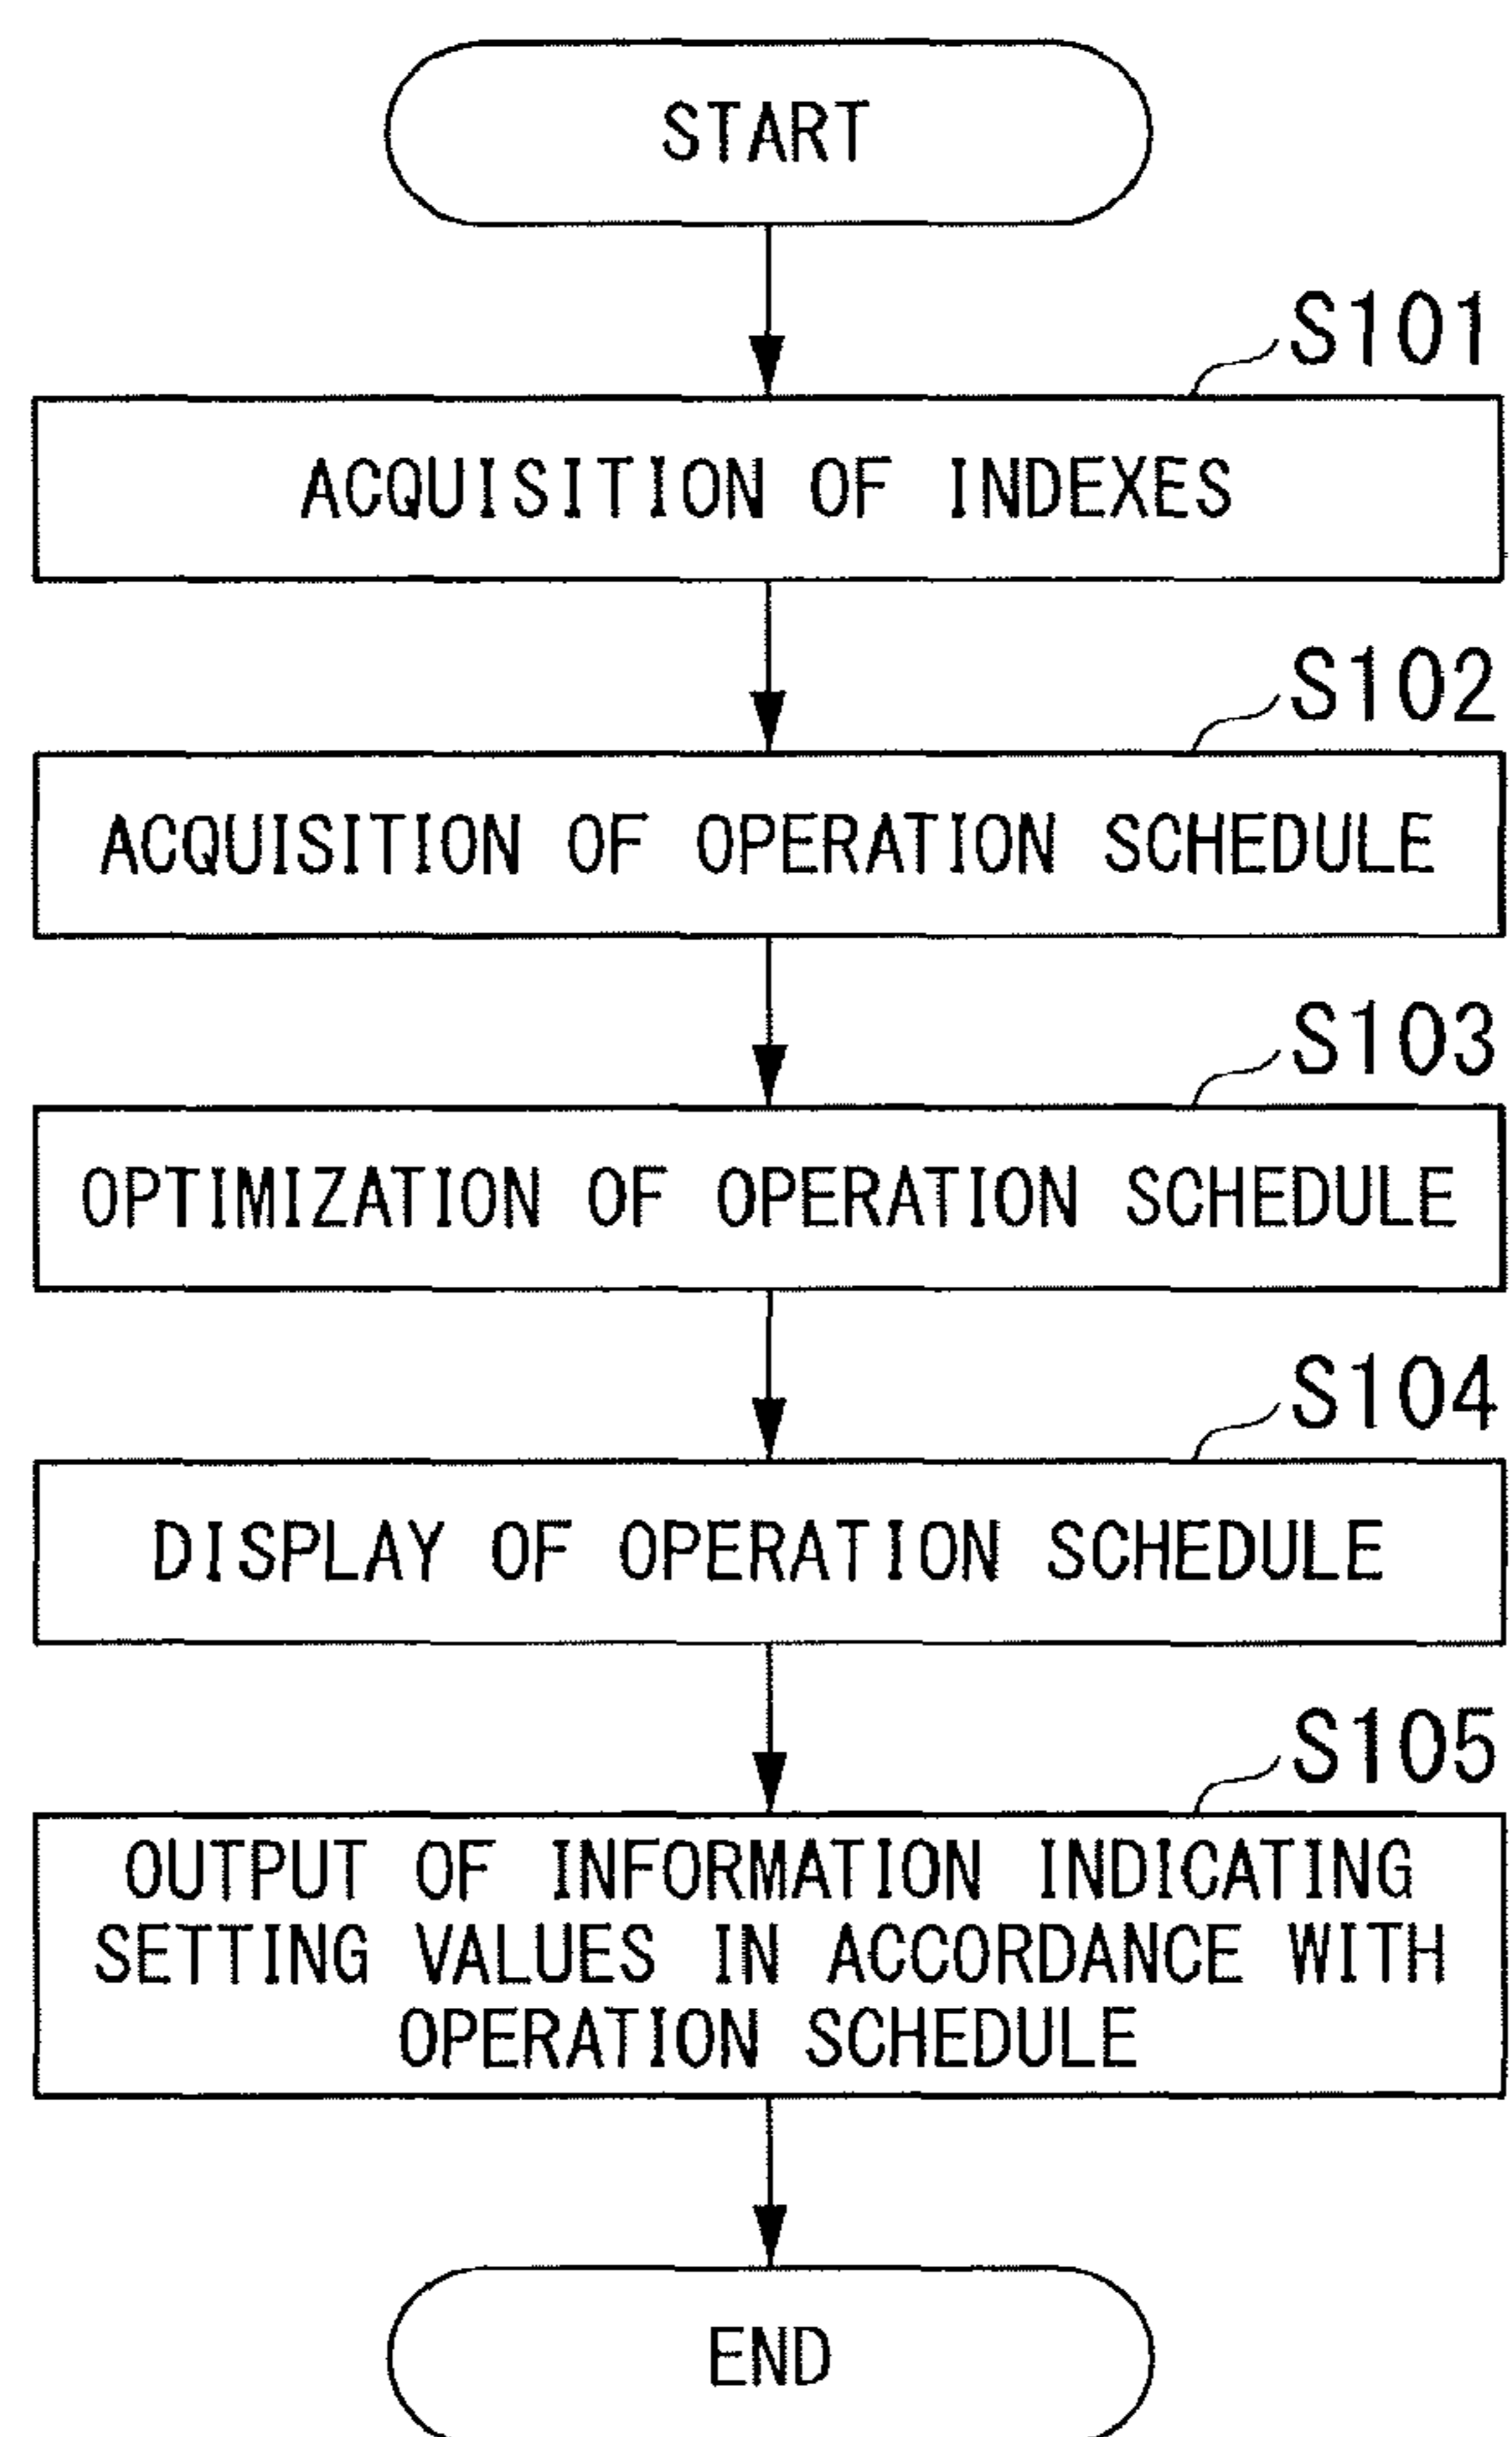 START
S101
ACQUISITION OF INDEXES
S102
ACQUISITION OF OPERATION SCHEDULE
S103
OPTIMIZATION OF OPERATION SCHEDULE
S104
DISPLAY OF OPERATION SCHEDULE
S105
OUTPUT OF INFORMATION INDICATING
SETTING VALUES IN ACCORDANCE WITH
OPERATION SCHEDULE
END